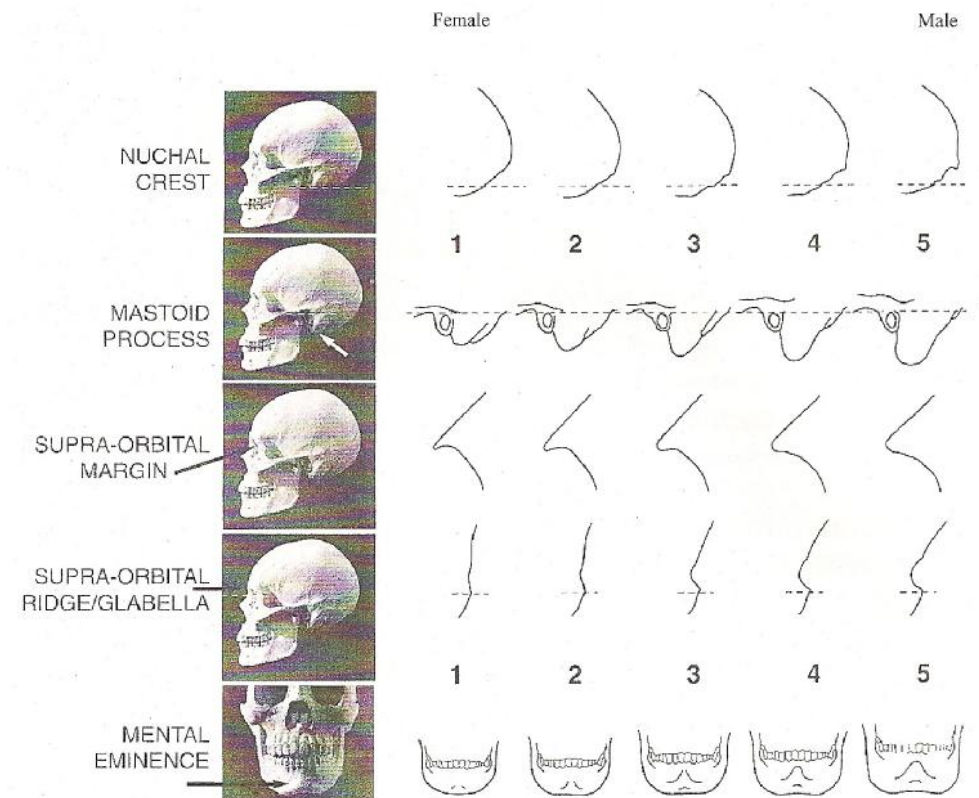 Female Male
NUCHAL
CREST
1 2 3 4 5
MASTOID
PROCESS
SUPRA-ORBITAL
MARGIN
SUPRA-ORBITAL
RIDGE/GLABELLA
1 2 3 4 5
MENTAL
EMINENCE